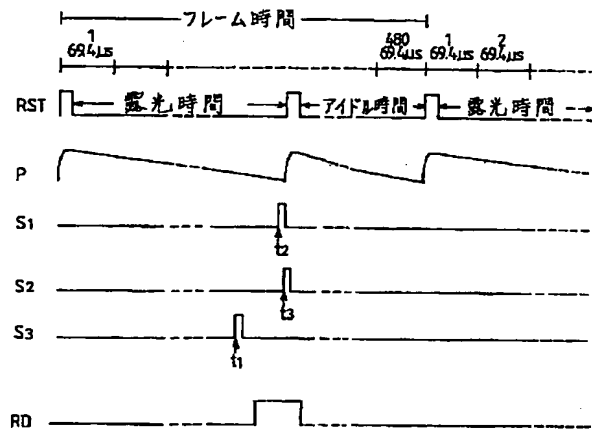 フレーム時間
1 480 1 2
69.4μs 69.4μs 69.4μs 69.4μs
RST 露光時間 アイドル時間 露光時間
P
S1
t2
S2
t3
S3
t1
RD